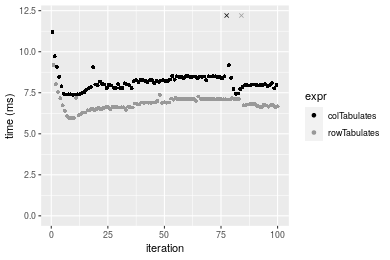 12.5
10.0
7.5
5.0
2.5
0.0
time (ms)
0
25
50
75
100
iteration
expr
colTabulates
rowTabulates